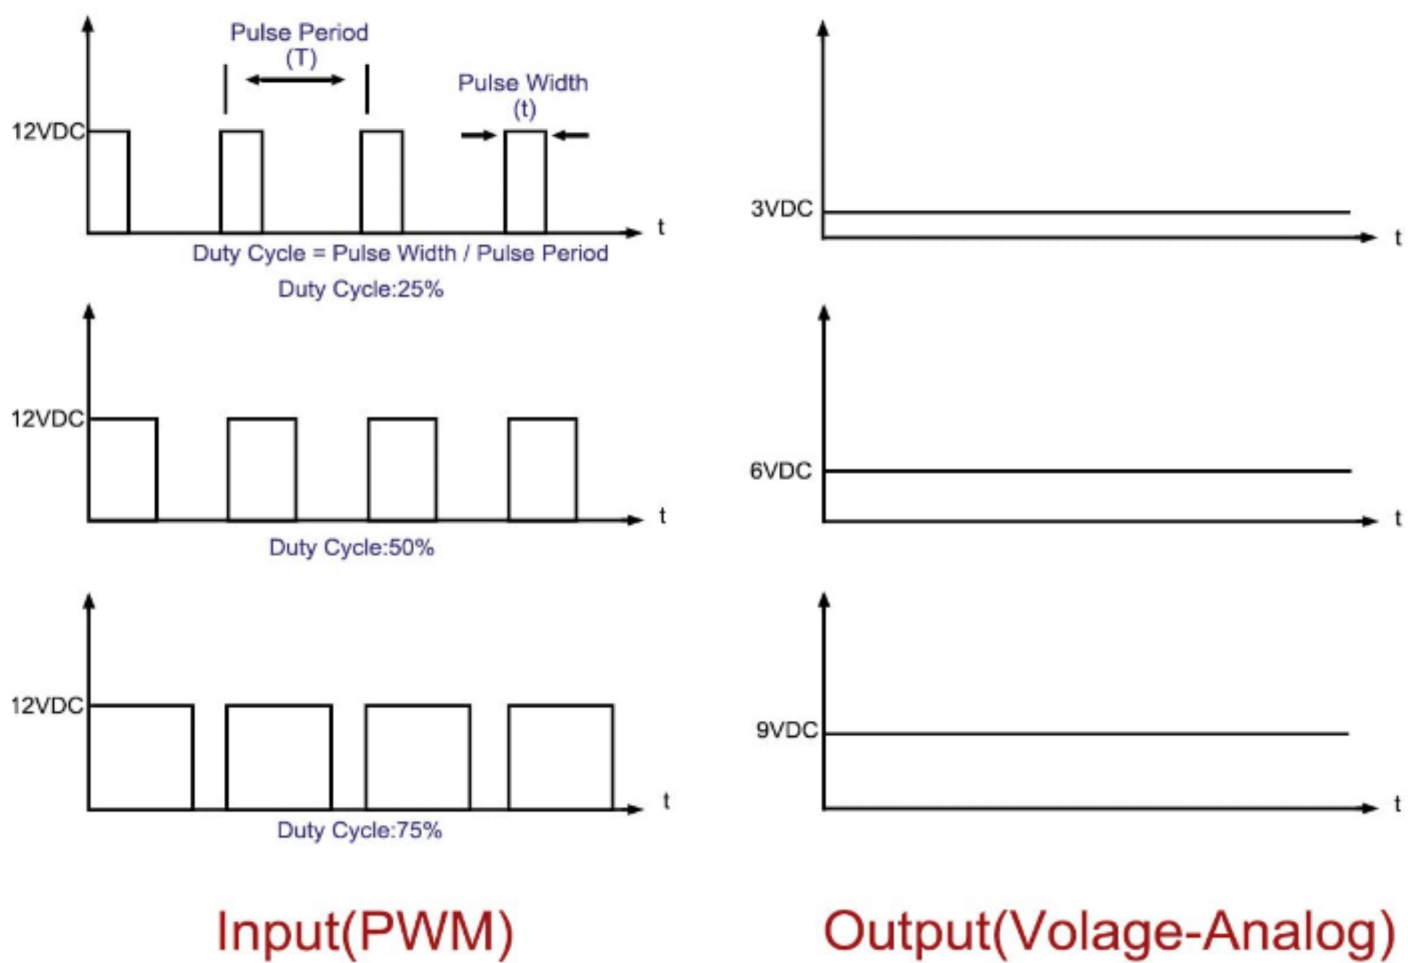 Pulse Period
(T)
Pulse Width
(t)
12VDC
t
Duty Cycle = Pulse Width / Pulse Period
Duty Cycle:25%
3VDC
t
12VDC
t
Duty Cycle:50%
6VDC
t
12VDC
t
Duty Cycle:75%
9VDC
t
Input(PWM)
Output(Volage-Analog)